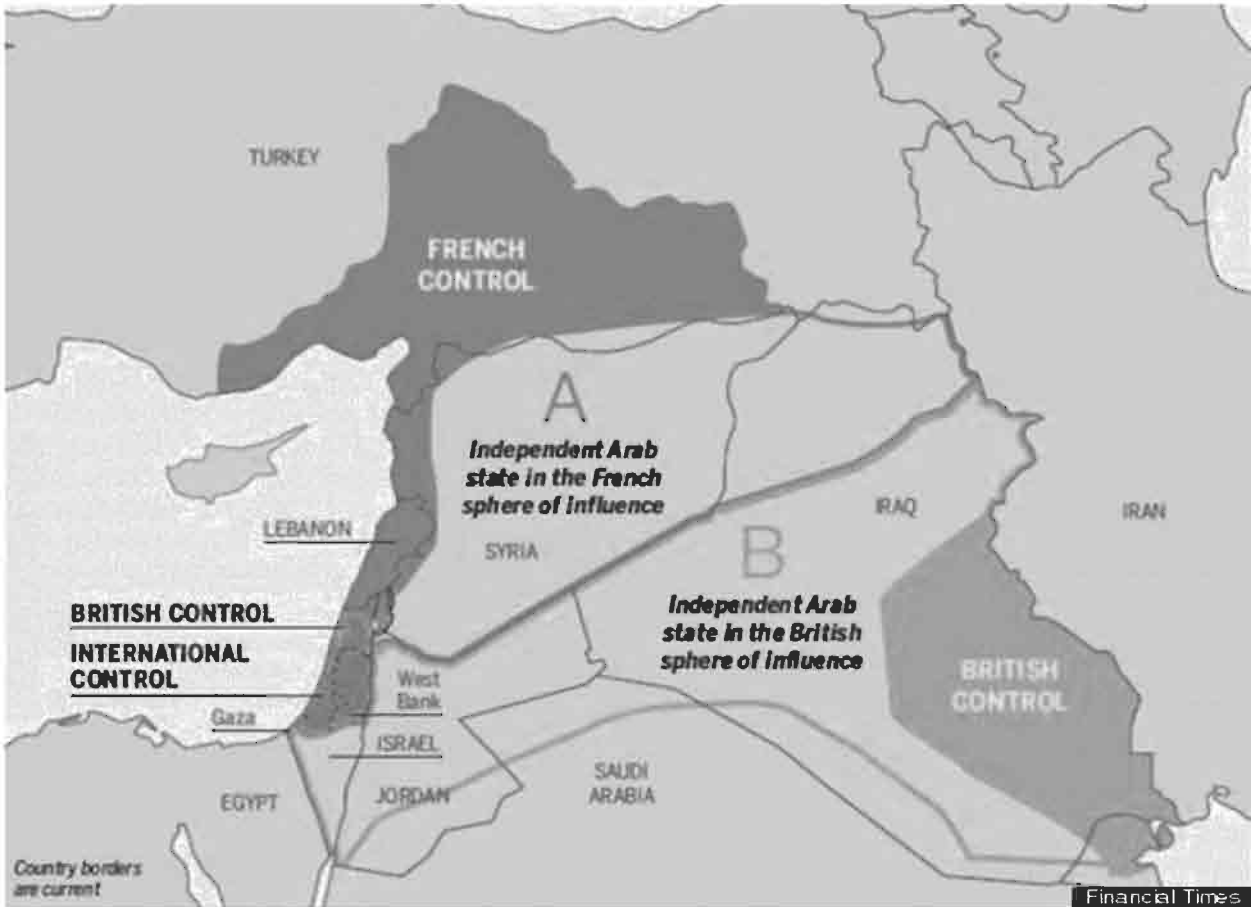 TURKEY
FRENCH
CONTROL
A
Independent Arab
state in the French
sphere of influence
LEBANON
SYRIA
IRAQ
IRAN
B
BRITISH CONTROL
Independent Arab
state in the British
sphere of influence
INTERNATIONAL
CONTROL
BRITISH
CONTROL
West
Bank
Gaza
ISRAEL
EGYPT
JORDAN
SAUDI
ARABIA
Country borders
are current
Financial Times